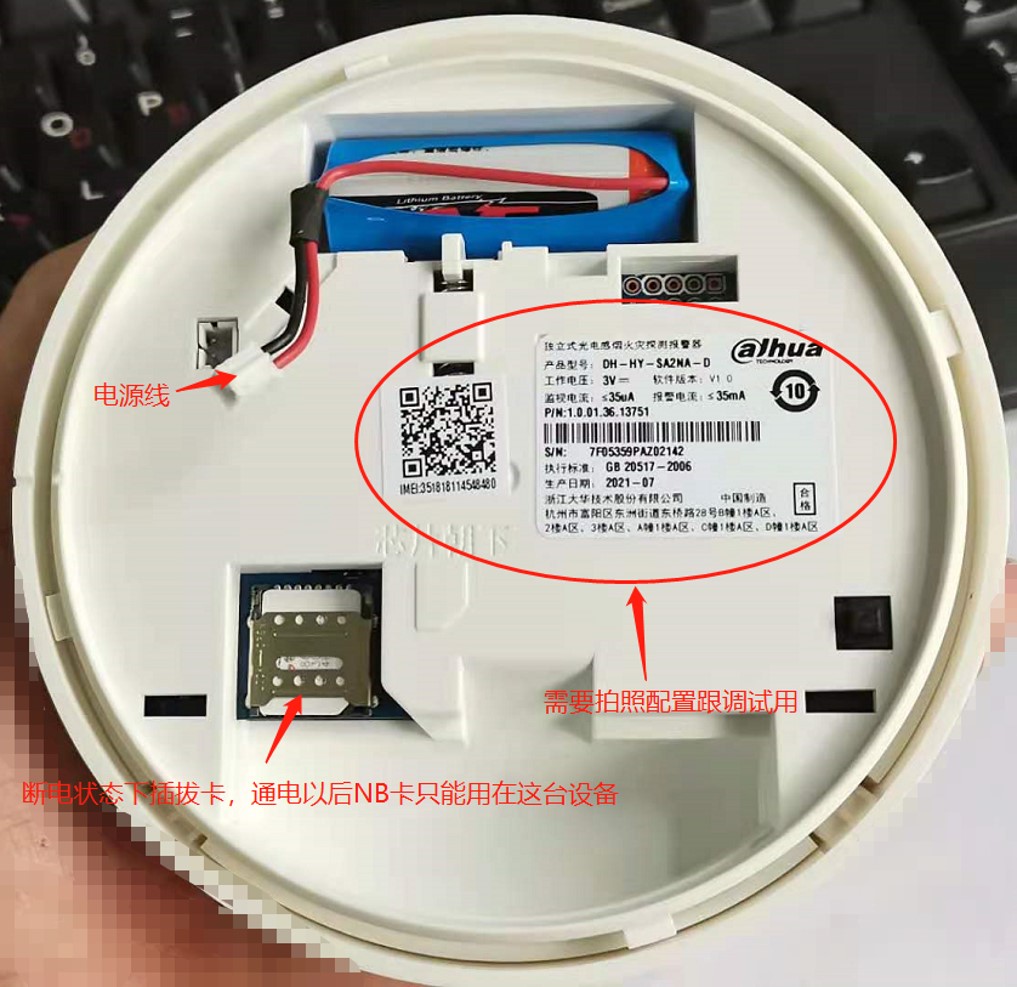 O
P
L
Lithium Battery
电源线
独立式光电感烟火灾探测报警器
alhua
TECHNOLOGY
产品型号: DH-HY-SA2NA-D
工作电压: 3V 软件版本: V1.0
监视电流: ≤35uA 报警电流: ≤35mA
10
P/N:1.0.01.36.13751
S/N: 7F05359PAZ02142
执行标准: GB 20517-2006
生产日期: 2021-07
浙江大华技术股份有限公司 中国制造
合格
杭州市富阳区东洲街道东桥路28号B幢1楼A区、
2楼A区、3楼A区、A幢1楼A区、C幢1楼A区、D幢1楼A区
IMEI:351818114548480
芯片朝下
需要拍照配置跟调试用
断电状态下插拔卡，通电以后NB卡只能用在这台设备